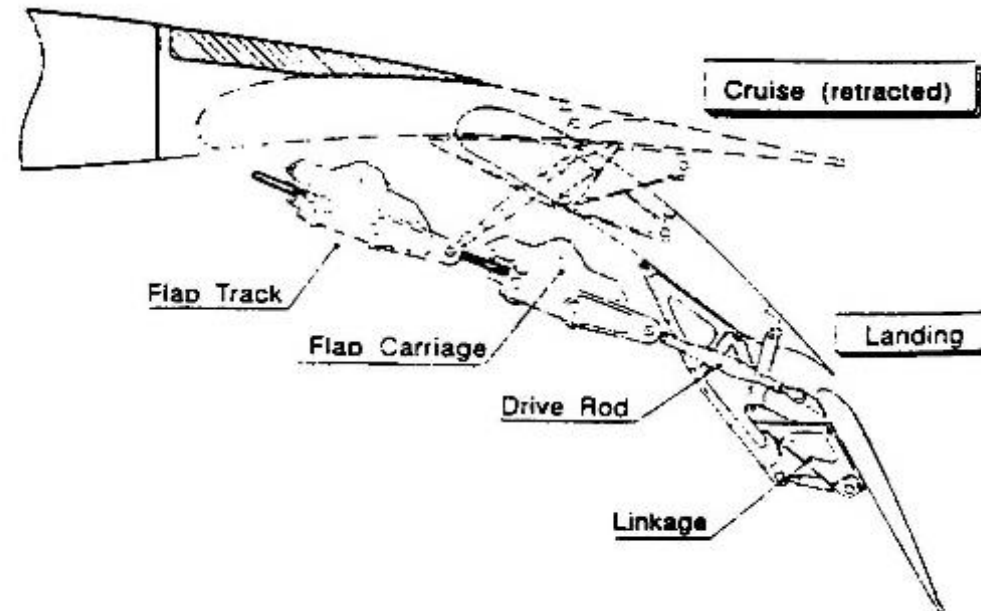 Cruise (retracted)
Flap Track
Flap Carriage
Landing
Drive Rod
Linkage